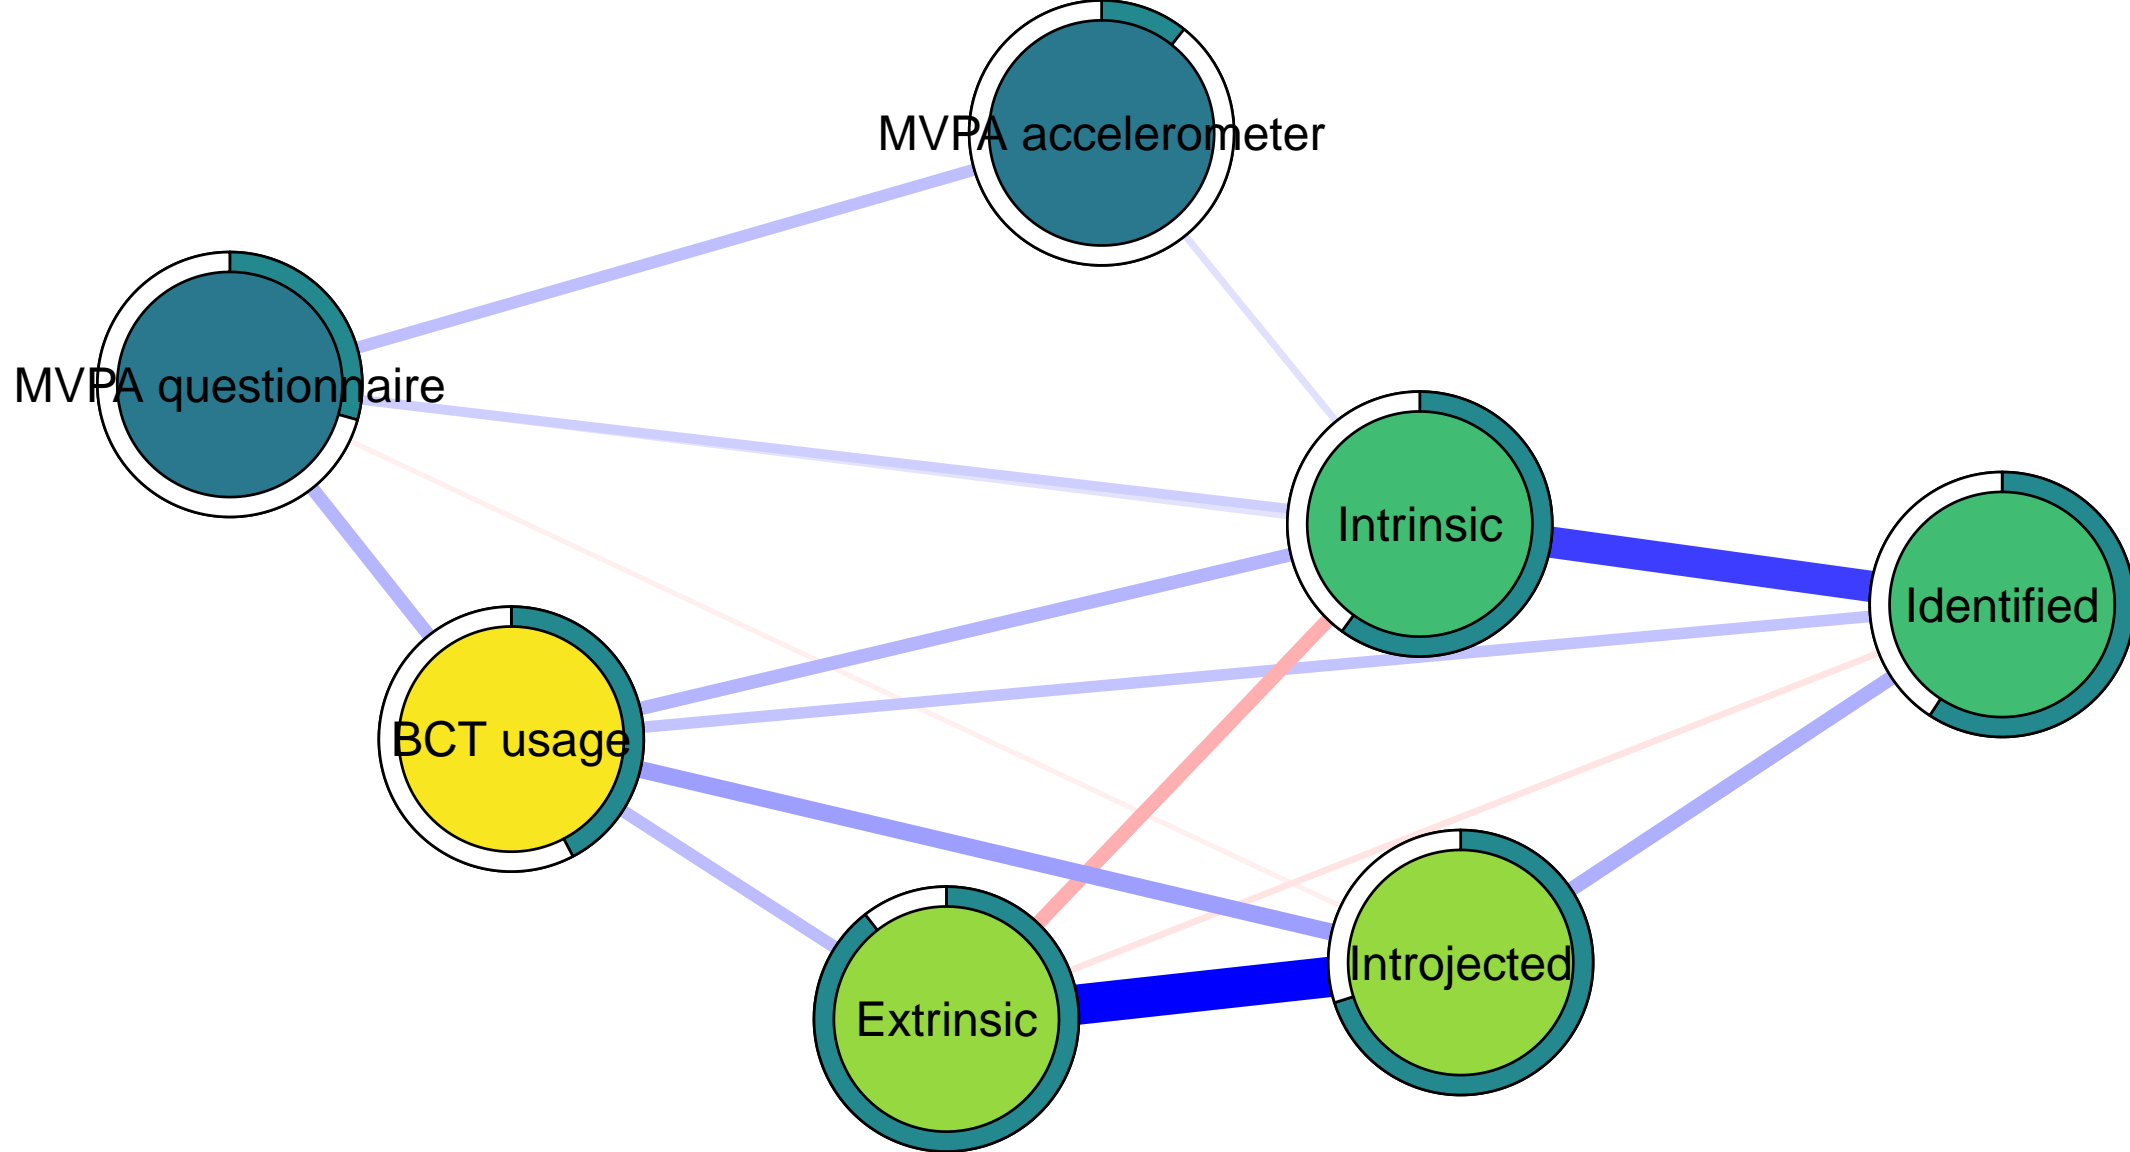 MVPA accelerometer
MVPA questionnaire
Intrinsic
Identified
BCT usage
Introjected
Extrinsic